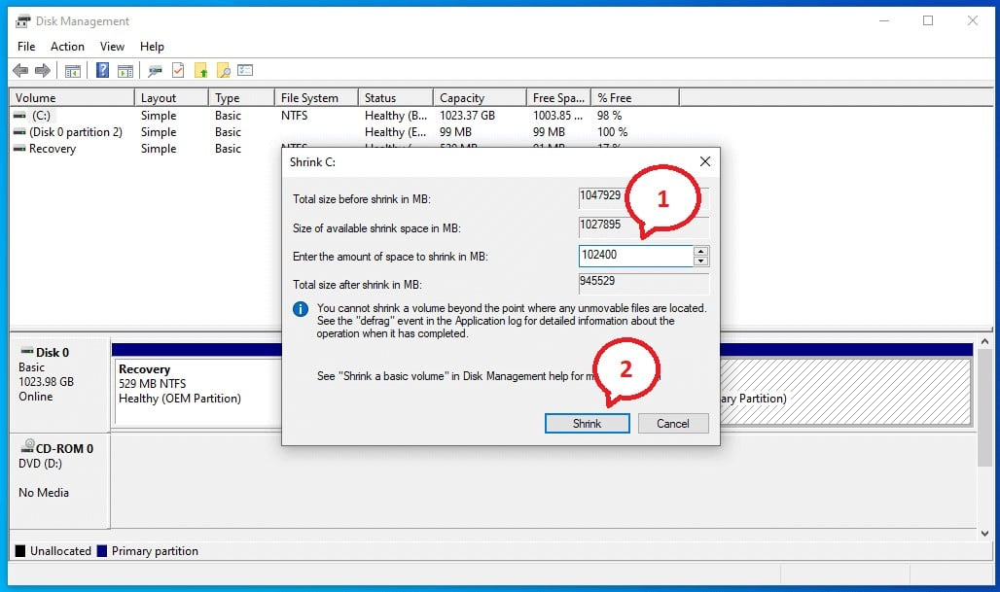 Disk Management
File Action View Help
Volume Layout Type File System Status Capacity Free Spa... % Free
(C:) Simple Basic NTFS Healthy (B... 1023.37 GB 1003.85 ... 98 %
(Disk 0 partition 2) Simple Basic Healthy (E... 99 MB 99 MB 100 %
Recovery Simple Basic
Shrink C:
Total size before shrink in MB: 1047929
1
Size of available shrink space in MB: 1027895
Enter the amount of space to shrink in MB: 102400
Total size after shrink in MB: 945529
You cannot shrink a volume beyond the point where any unmovable files are located.
See the "defrag" event in the Application log for detailed information about the
operation when it has completed.
See "Shrink a basic volume" in Disk Management help for
2
Shrink Cancel
Disk 0
Basic
1023.98 GB
Online
Recovery
529 MB NTFS
Healthy (OEM Partition)
ary Partition)
CD-ROM 0
DVD (D:)
No Media
Unallocated Primary partition